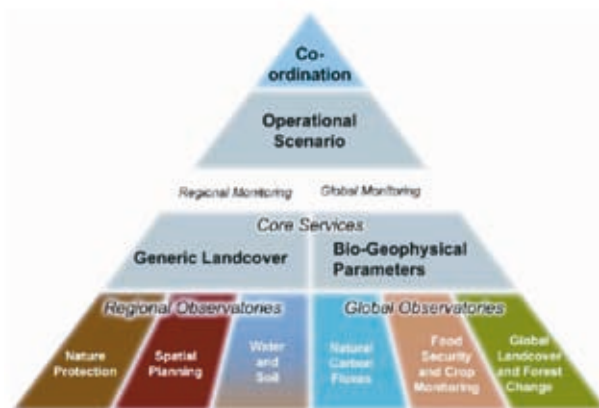 Co-
ordination
Operational
Scenario
Regional Monitoring Global Monitoring
Core Services
Generic Landcover
Bio-Geophysical
Parameters
Regional Observatories
Global Observatories
Nature
Protection
Spatial
Planning
Water
and
Soil
Natural
Carbon
Fluxes
Food
Security
and Crop
Monitoring
Global
Landcover
and Forest
Change